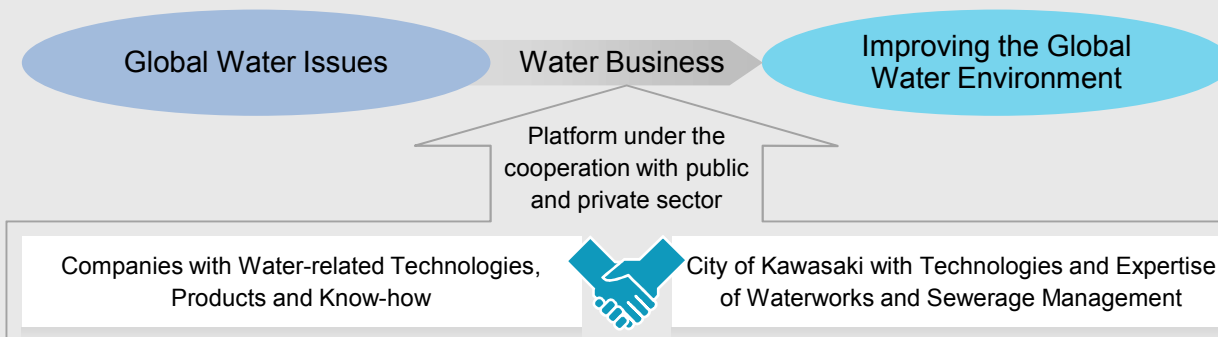 Global Water Issues
Water Business
Improving the Global
Water Environment
Platform under the
cooperation with public
and private sector
Companies with Water-related Technologies,
Products and Know-how
City of Kawasaki with Technologies and Expertise
of Waterworks and Sewerage Management